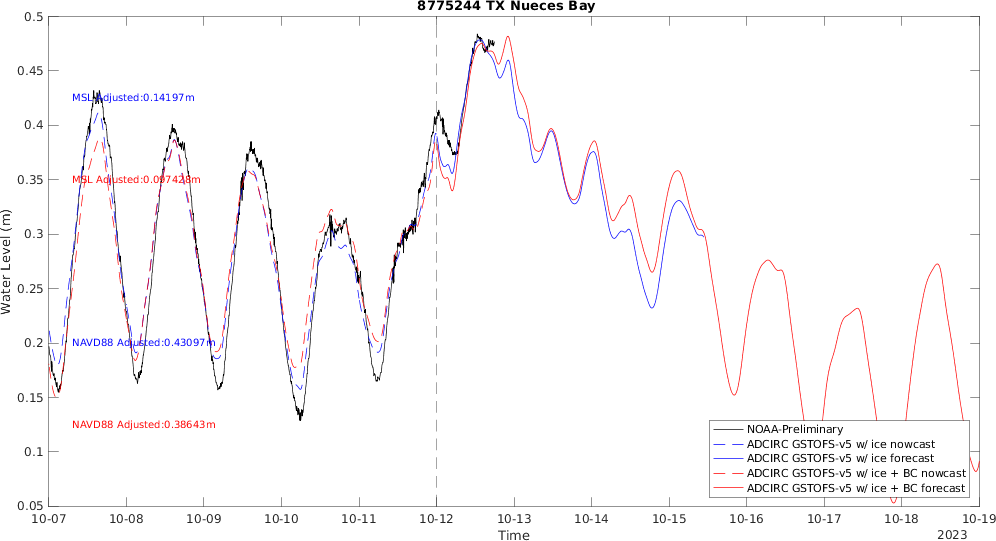 8775244 TX Nueces Bay
Water Level (m)
0.5
0.45
0.4
0.35
0.3
0.25
0.2
0.15
0.1
0.05
MSL Adjusted:0.14197m
MSL Adjusted:0.097428m
NAVD88 Adjusted:0.43097m
NAVD88 Adjusted:0.38643m
NOAA-Preliminary
ADCIRC GSTOFS-v5 w/ ice nowcast
ADCIRC GSTOFS-v5 w/ ice forecast
ADCIRC GSTOFS-v5 w/ ice + BC nowcast
ADCIRC GSTOFS-v5 w/ ice + BC forecast
10-07 10-08 10-09 10-10 10-11 10-12 10-13 10-14 10-15 10-16 10-17 10-18 10-19
Time
2023